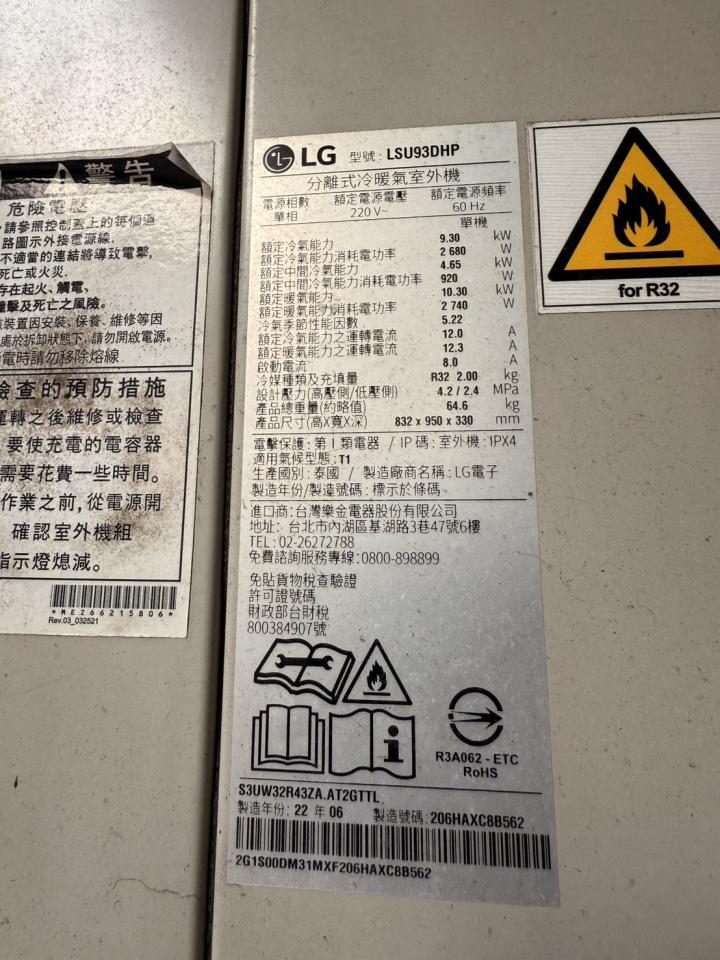 警告
危險電壓
請參照控制蓋上的每個迴
路圖示外接電源線.
不適當的連結將導致電擊,
死亡或火災.
存在起火、觸電,
撞擊及死亡之風險。
裝置因安裝、保養、維修等因
處於拆卸狀態下,請勿開啟電源。
電時請勿移除熔線
檢查的預防措施
運轉之後維修或檢查
要使充電的電容器
需要花費一些時間。
作業之前,從電源開
確認室外機組
指示燈熄滅。
*MEZ66215806*
Rev.03_032521
LG 型號: LSU93DHP
分離式冷暖氣室外機
電源相數 額定電源電壓 額定電源頻率
單相 220 V~ 60 Hz
單機
額定冷氣能力 9.30 kW
額定冷氣能力消耗電功率 2 680 W
額定中間冷氣能力 4.65 kW
額定中間冷氣能力消耗電功率 920 W
額定暖氣能力 10.30 kW
額定暖氣能力消耗電功率 2 740 W
冷氣季節性能因數 5.22
額定冷氣能力之運轉電流 12.0 A
額定暖氣能力之運轉電流 12.3 A
啟動電流 8.0 A
冷媒種類及充填量 R32 2.00 kg
設計壓力(高壓側/低壓側) 4.2 / 2.4 MPa
產品總重量(約略值) 64.6 kg
產品尺寸(高X寬X深) 832 x 950 x 330 mm
電擊保護: 第 I 類電器 / IP 碼: 室外機: IPX4
適用氣候型態: T1
生產國別: 泰國 / 製造廠商名稱: LG電子
製造年份/製造號碼: 標示於條碼
進口商: 台灣樂金電器股份有限公司
地址: 台北市內湖區基湖路3巷47號6樓
TEL: 02-26272788
免費諮詢服務專線:0800-898899
免貼貨物稅查驗證
許可證號碼
財政部台財稅
800384907號
R3A062 - ETC
RoHS
S3UW32R43ZA.AT2GTTL
製造年份: 22 年 06 製造號碼: 206HAXC8B562
2G1S00DM31MXF206HAXC8B562
for R32